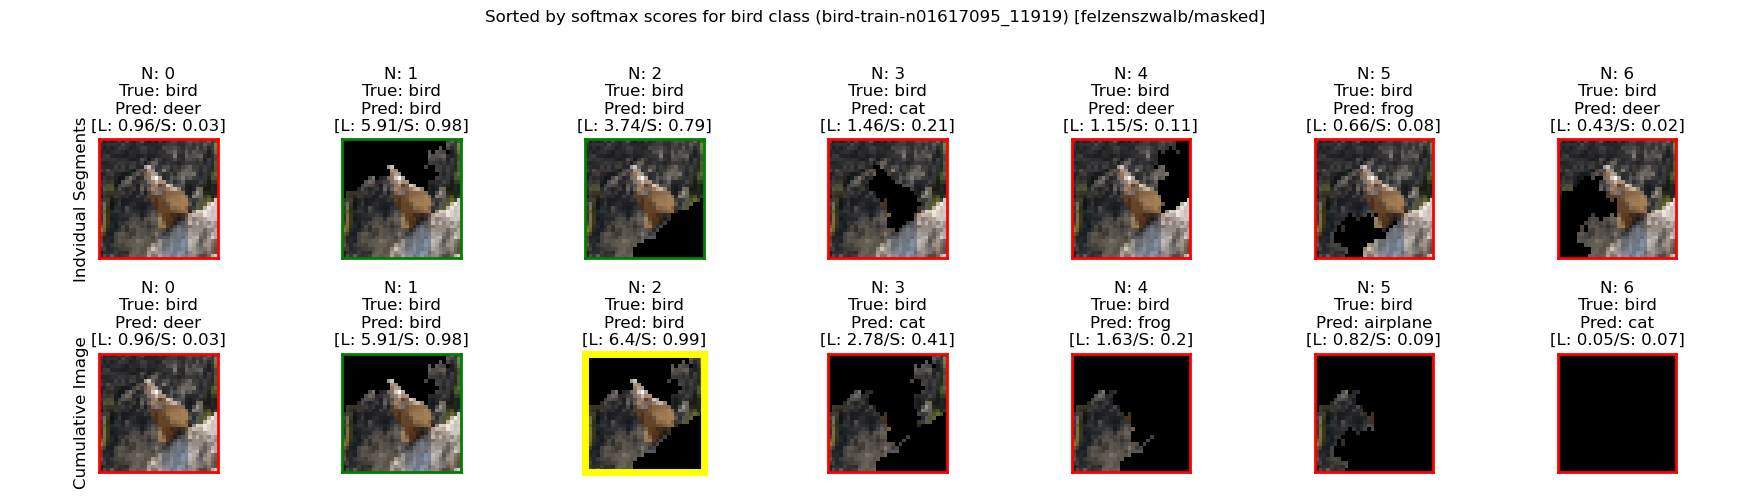 Sorted by softmax scores for bird class (bird-train-n01617095_11919) [felzenszwalb/masked]
Indvidual Segments
N: 0
True: bird
Pred: deer
[L: 0.96/S: 0.03]
N: 1
True: bird
Pred: bird
[L: 5.91/S: 0.98]
N: 2
True: bird
Pred: bird
[L: 3.74/S: 0.79]
N: 3
True: bird
Pred: cat
[L: 1.46/S: 0.21]
N: 4
True: bird
Pred: deer
[L: 1.15/S: 0.11]
N: 5
True: bird
Pred: frog
[L: 0.66/S: 0.08]
N: 6
True: bird
Pred: deer
[L: 0.43/S: 0.02]
Cumulative Image
N: 0
True: bird
Pred: deer
[L: 0.96/S: 0.03]
N: 1
True: bird
Pred: bird
[L: 5.91/S: 0.98]
N: 2
True: bird
Pred: bird
[L: 6.4/S: 0.99]
N: 3
True: bird
Pred: cat
[L: 2.78/S: 0.41]
N: 4
True: bird
Pred: frog
[L: 1.63/S: 0.2]
N: 5
True: bird
Pred: airplane
[L: 0.82/S: 0.09]
N: 6
True: bird
Pred: cat
[L: 0.05/S: 0.07]